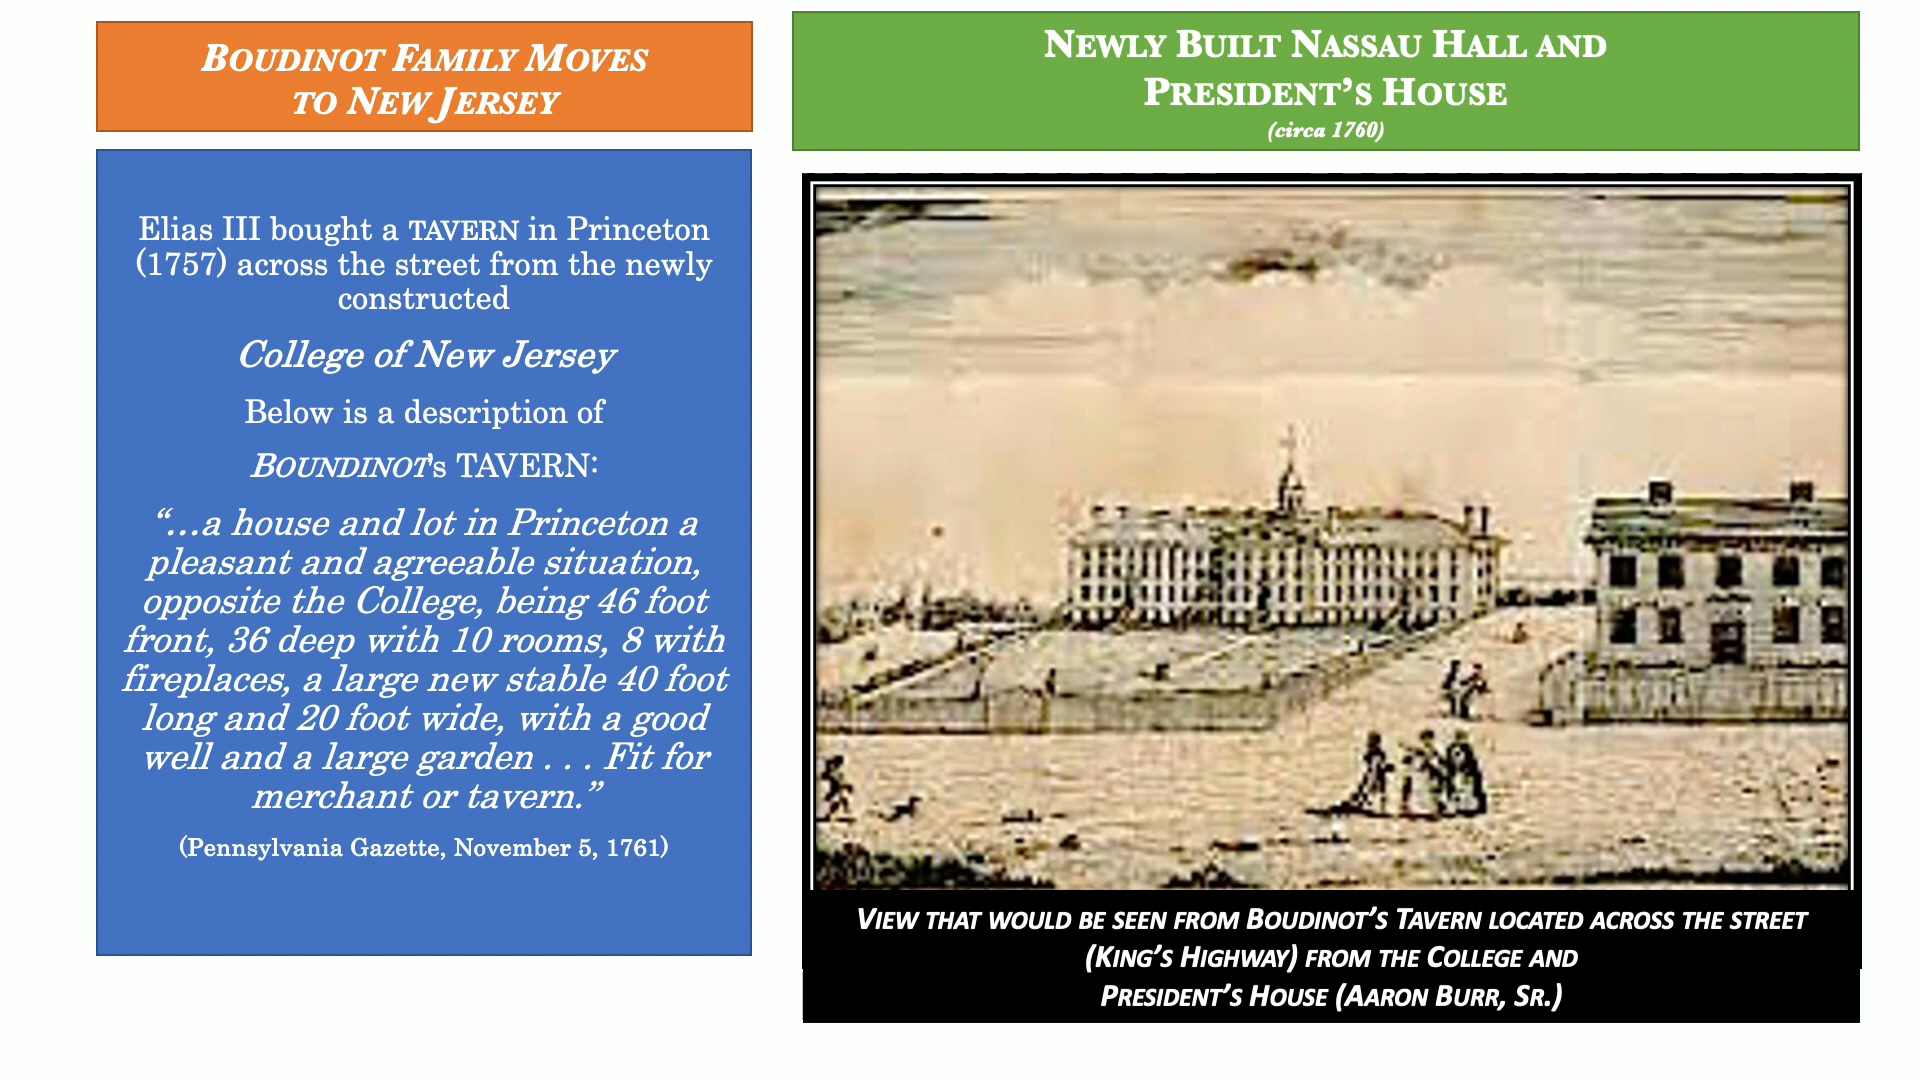 BOUDINOT FAMILY MOVES
TO NEW JERSEY
Elias III bought a TAVERN in Princeton
(1757) across the street from the newly
constructed
College of New Jersey
Below is a description of
BOUNDINOT's TAVERN:
“…a house and lot in Princeton a
pleasant and agreeable situation,
opposite the College, being 46 foot
front, 36 deep with 10 rooms, 8 with
fireplaces, a large new stable 40 foot
long and 20 foot wide, with a good
well and a large garden . . . Fit for
merchant or tavern.”
(Pennsylvania Gazette, November 5, 1761)
NEWLY BUILT NASSAU HALL AND
PRESIDENT’S HOUSE
(circa 1760)
VIEW THAT WOULD BE SEEN FROM BOUDINOT’S TAVERN LOCATED ACROSS THE STREET
(KING’S HIGHWAY) FROM THE COLLEGE AND
PRESIDENT’S HOUSE (AARON BURR, SR.)